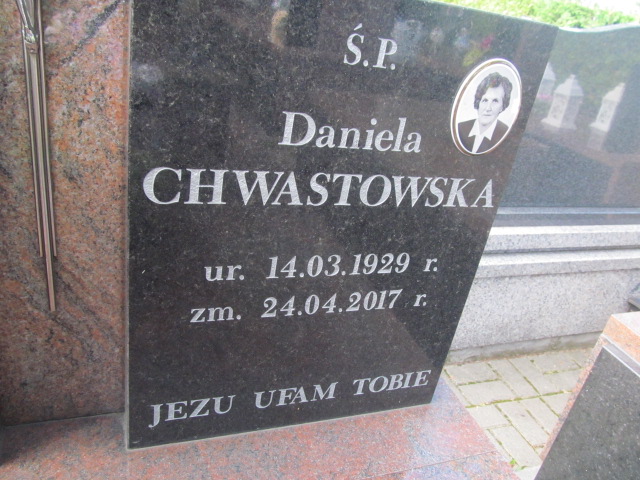 Ś.P.
Daniela
CHWASTOWSKA
ur. 14.03.1929 r.
zm. 24.04.2017 r.
JEZU UFAM TOBIE